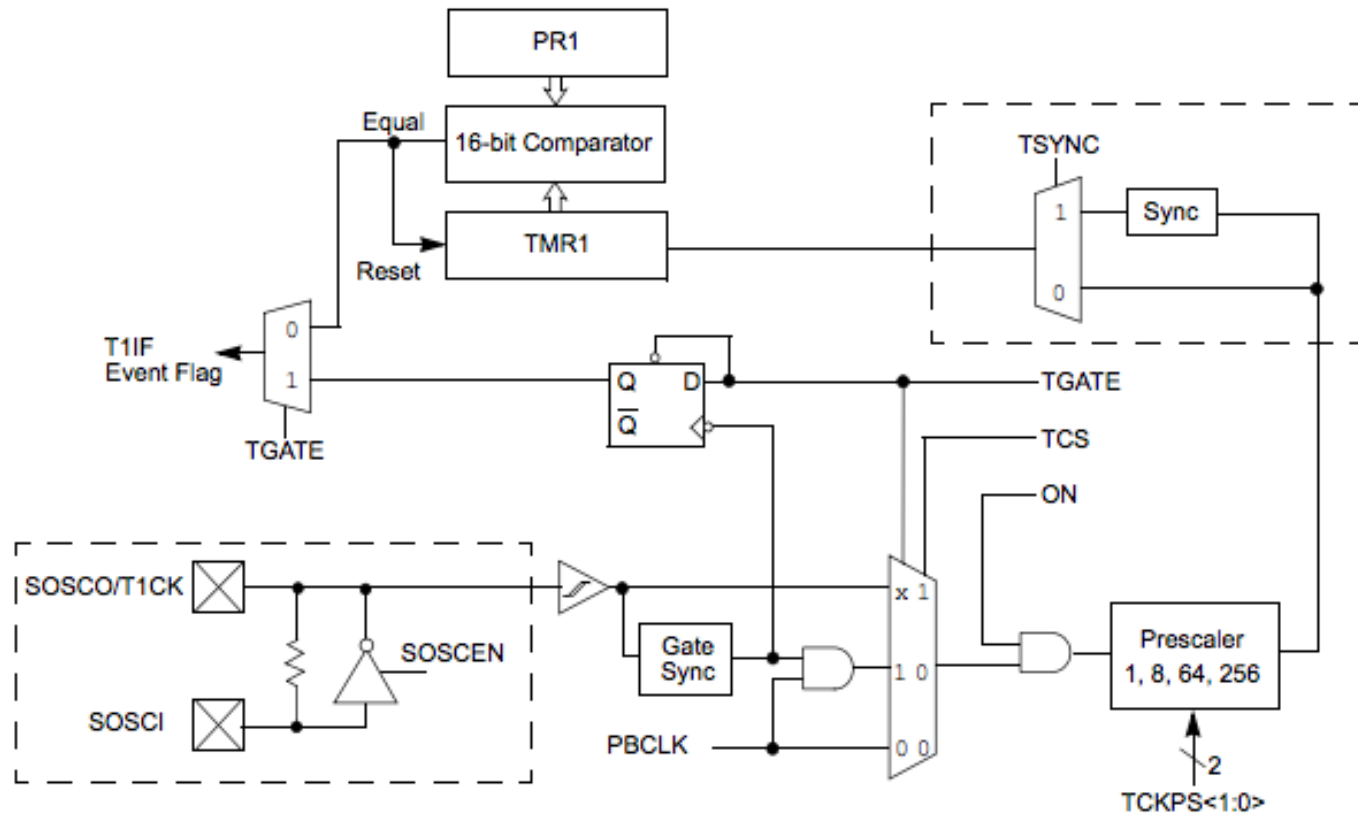 PR1
Equal
16-bit Comparator
TSYNC
1
Sync
TMR1
Reset
0
0
T1IF
Event Flag
1
Q
D
TGATE
Q
TGATE
TCS
ON
SOSCO/T1CK
x 1
SOSCEN
Gate
Sync
1 0
Prescaler
1, 8, 64, 256
SOSCI
PBCLK
0 0
2
TCKPS<1:0>